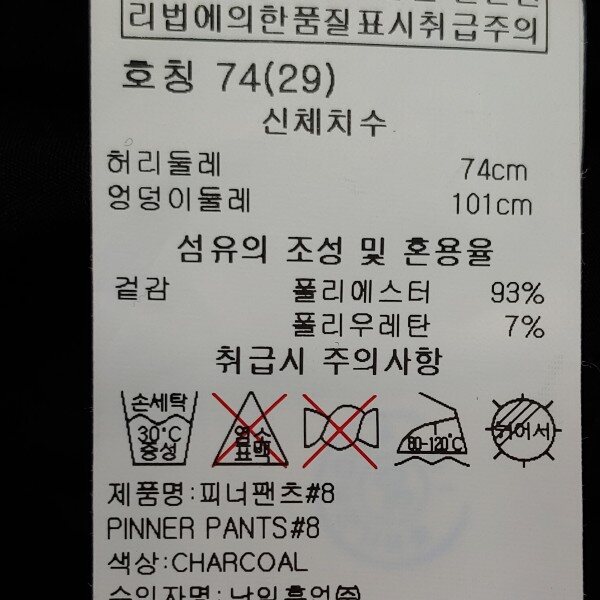 리법에의한품질표시취급주의
호칭 74(29)
신체치수
허리둘레 74cm
엉덩이둘레 101cm
섬유의 조성 및 혼용율
겉감 폴리에스터 93%
폴리우레탄 7%
취급시 주의사항
손세탁 30°C 중성 염소 표백 80-120°C 뉘어서
제품명:피너팬츠#8
PINNER PANTS#8
색상:CHARCOAL
수입자명: